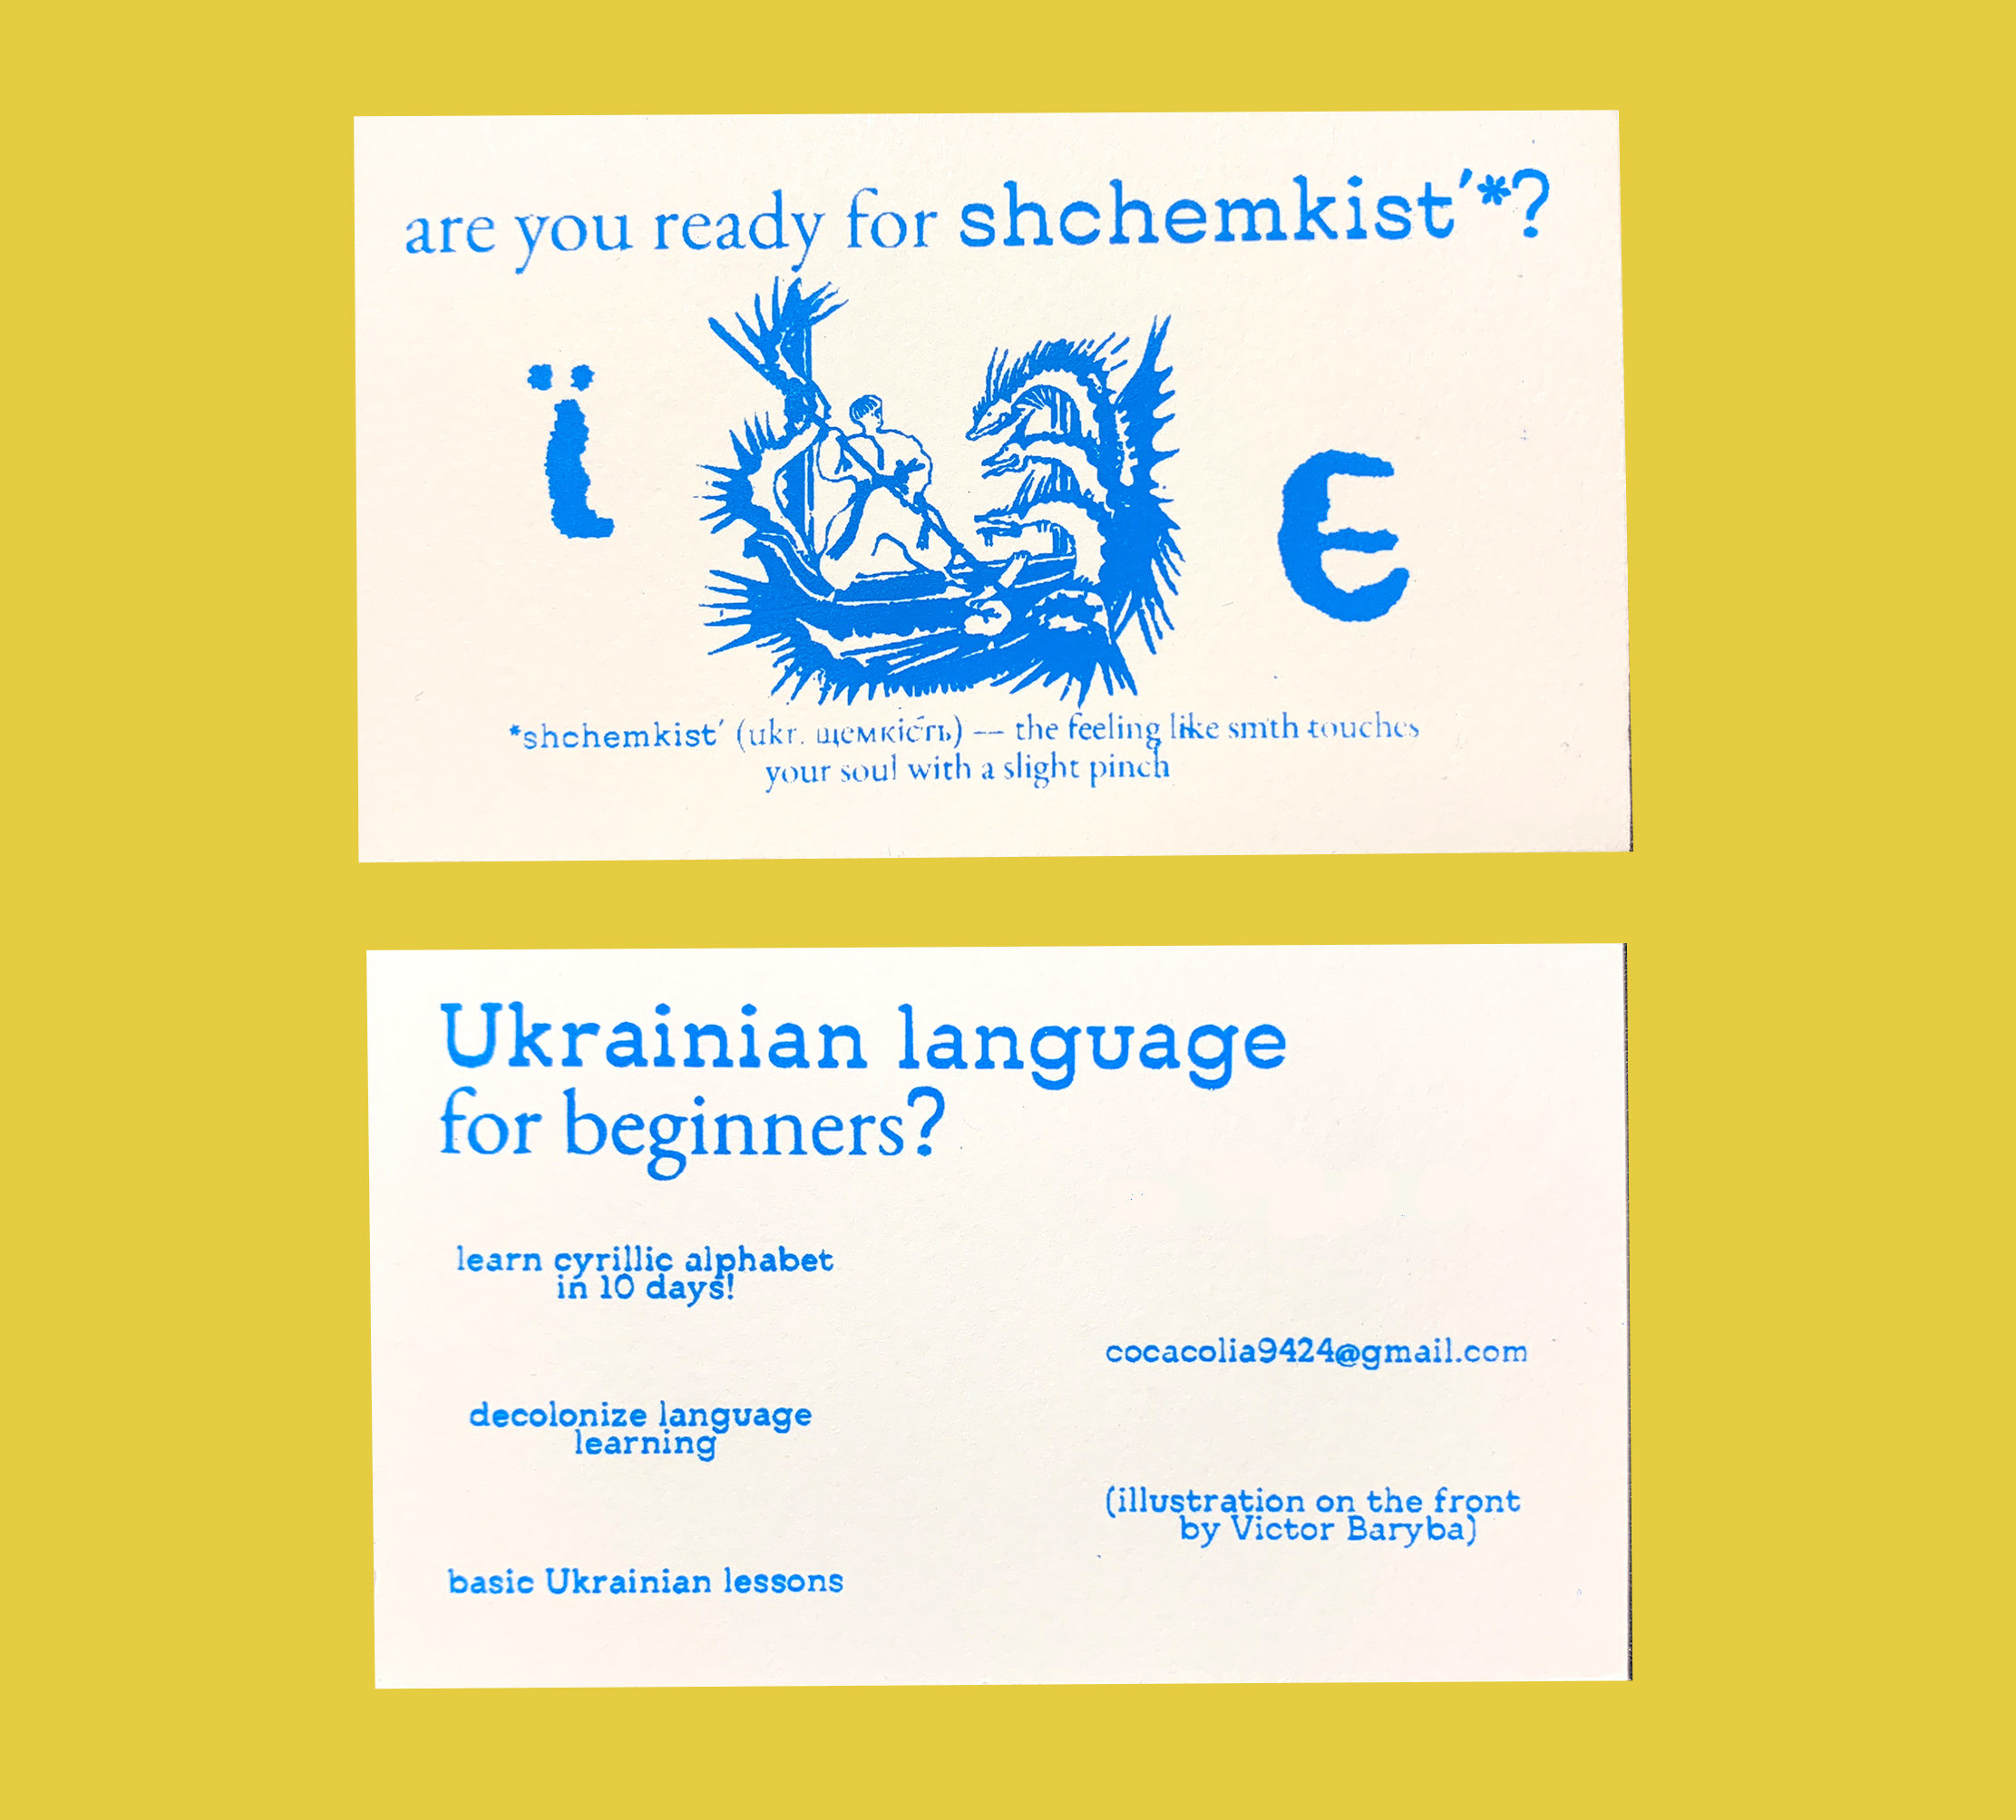 are you ready for shchemkist'*?
ї є
*shchemkist' (ukr. щемкість) — the feeling like smth touches
your soul with a slight pinch
Ukrainian language
for beginners?
learn cyrillic alphabet
in 10 days!
decolonize language
learning
basic Ukrainian lessons
cocacolia9424@gmail.com
(illustration on the front
by Victor Baryba)